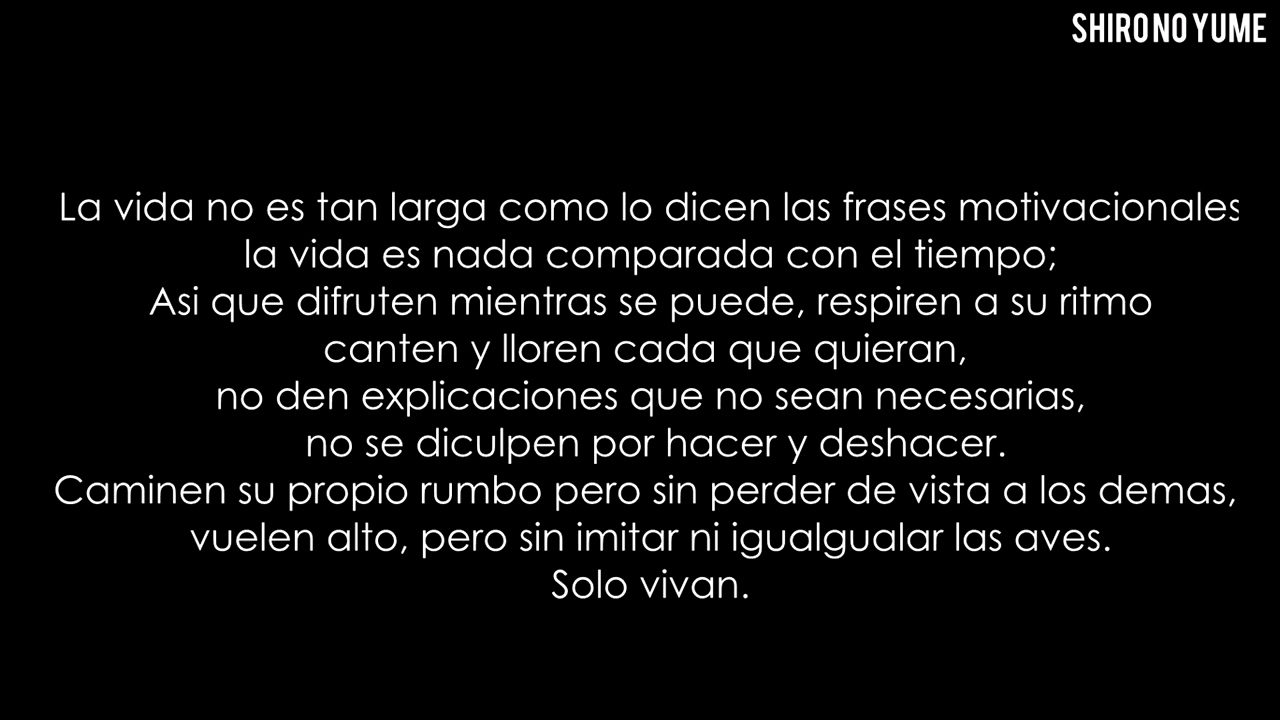 SHIRO NO YUME
La vida no es tan larga como lo dicen las frases motivacionales
la vida es nada comparada con el tiempo;
Asi que difruten mientras se puede, respiren a su ritmo
canten y lloren cada que quieran,
no den explicaciones que no sean necesarias,
no se diculpen por hacer y deshacer.
Caminen su propio rumbo pero sin perder de vista a los demas,
vuelen alto, pero sin imitar ni igualgualar las aves.
Solo vivan.